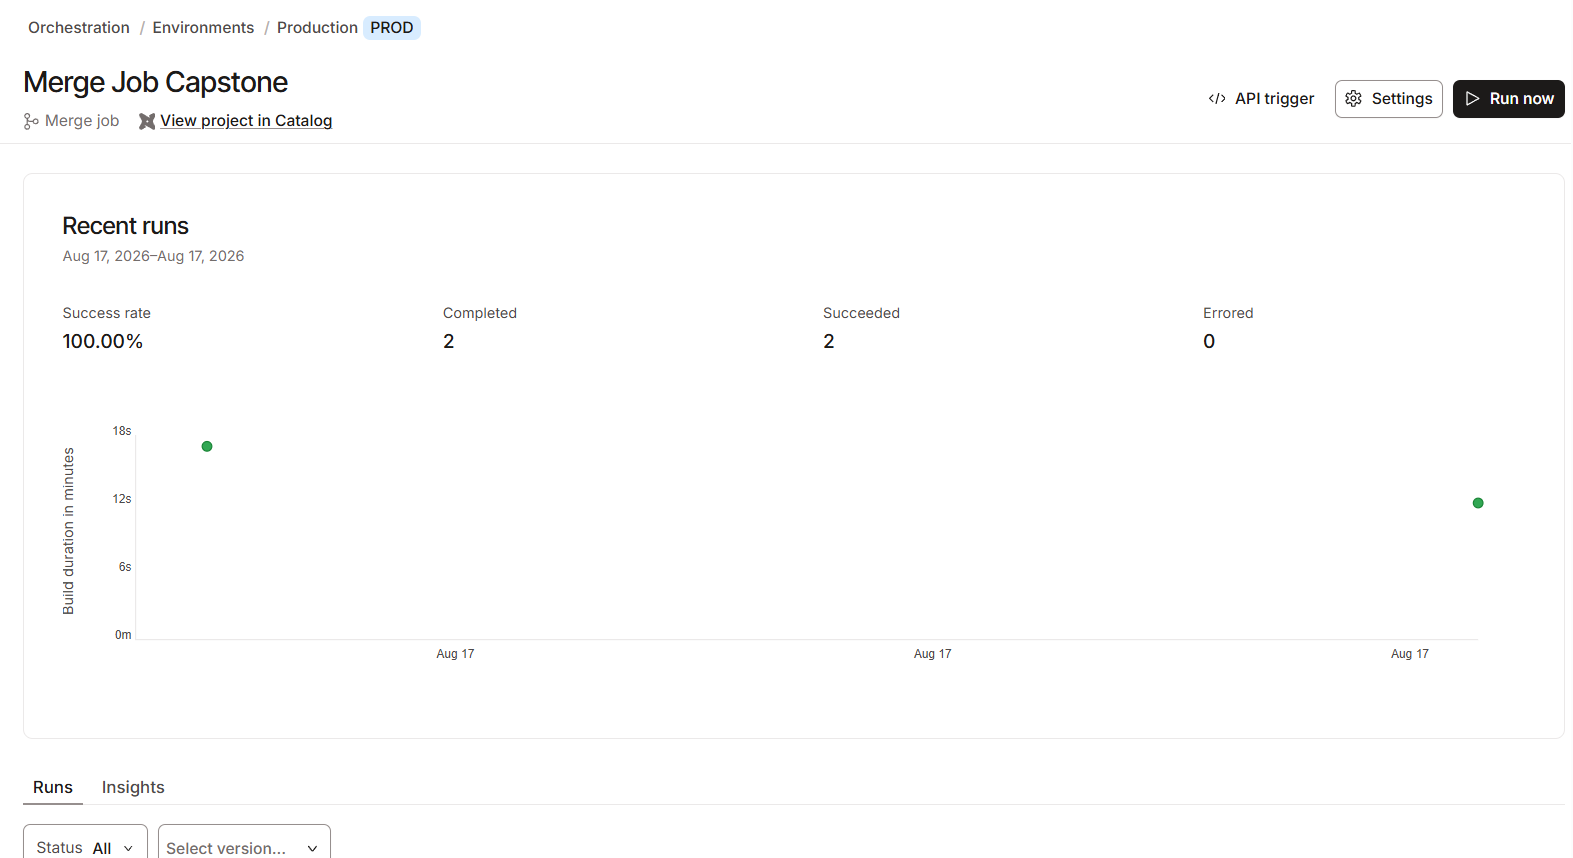 Orchestration / Environments / Production PROD
Merge Job Capstone
Merge job View project in Catalog
</> API trigger Settings Run now
Recent runs
Aug 17, 2026–Aug 17, 2026
Success rate Completed Succeeded Errored
100.00% 2 2 0
Build duration in minutes
18s
12s
6s
0m
Aug 17 Aug 17 Aug 17
Runs Insights
Status All Select version...